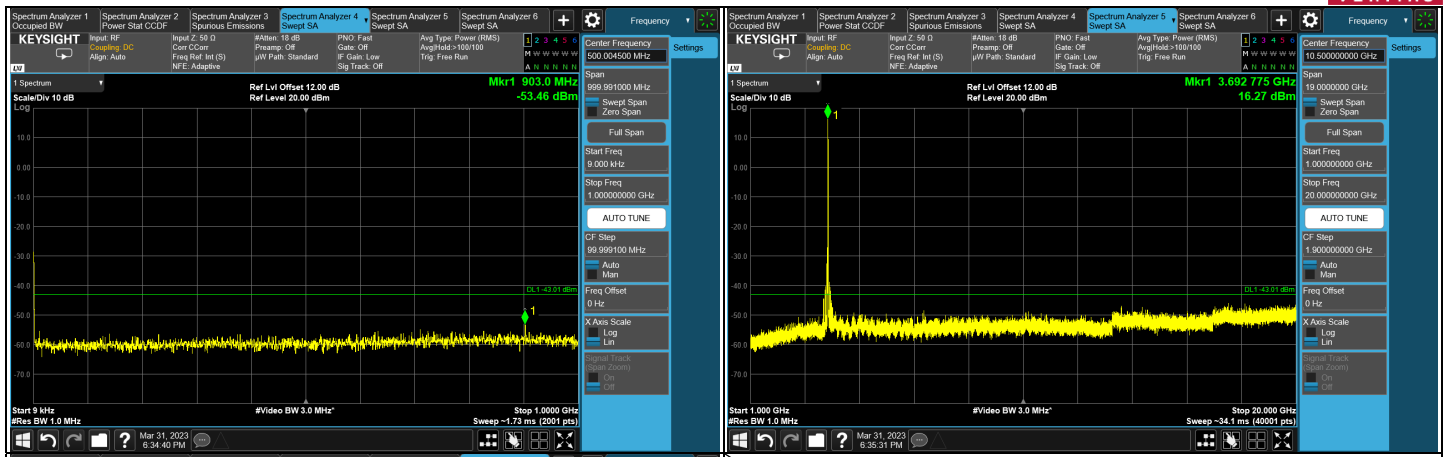 Spectrum Analyzer 1 Spectrum Analyzer 2 Spectrum Analyzer 3 Spectrum Analyzer 4 Spectrum Analyzer 5 Spectrum Analyzer 6
Occupied BW Power Stat CCDF Spurious Emissions Swept SA Swept SA Swept SA
Frequency
KEYSIGHT Input: RF Input Z: 50 Ω #Atten: 18 dB PNO: Fast Avg Type: Power (RMS) 1 2 3 4 5 6
Coupling: DC Corr CCorr Preamp: Off Gate: Off Avg|Hold:>100/100
Align: Auto Freq Ref: Int (S) µW Path: Standard IF Gain: Low Trig: Free Run M W W W W W
LXI NFE: Adaptive Sig Track: Off A N N N N N
1 Spectrum
Scale/Div 10 dB
Log
Ref Lvl Offset 12.00 dB
Ref Level 20.00 dBm
Mkr1 903.0 MHz
-53.46 dBm
10.0
0.00
-10.0
-20.0
-30.0
-40.0
-50.0
-60.0
-70.0
DL1 -43.01 dBm
1
Start 9 kHz #Video BW 3.0 MHz* Stop 1.0000 GHz
#Res BW 1.0 MHz Sweep ~1.73 ms (2001 pts)
? Mar 31, 2023
6:34:40 PM
Center Frequency
500.004500 MHz
Settings
Span
999.991000 MHz
Swept Span
Zero Span
Full Span
Start Freq
9.000 kHz
Stop Freq
1.000000000 GHz
AUTO TUNE
CF Step
99.999100 MHz
Auto
Man
Freq Offset
0 Hz
X Axis Scale
Log
Lin
Signal Track
(Span Zoom)
On
Off
Spectrum Analyzer 1 Spectrum Analyzer 2 Spectrum Analyzer 3 Spectrum Analyzer 4 Spectrum Analyzer 5 Spectrum Analyzer 6
Occupied BW Power Stat CCDF Spurious Emissions Swept SA Swept SA Swept SA
Frequency
KEYSIGHT Input: RF Input Z: 50 Ω #Atten: 18 dB PNO: Fast Avg Type: Power (RMS) 1 2 3 4 5 6
Coupling: DC Corr CCorr Preamp: Off Gate: Off Avg|Hold:>100/100
Align: Auto Freq Ref: Int (S) µW Path: Standard IF Gain: Low Trig: Free Run M W W W W W
LXI NFE: Adaptive Sig Track: Off A N N N N N
1 Spectrum
Scale/Div 10 dB
Log
Ref Lvl Offset 12.00 dB
Ref Level 20.00 dBm
Mkr1 3.692 775 GHz
16.27 dBm
10.0
0.00
-10.0
-20.0
-30.0
-40.0
-50.0
-60.0
-70.0
DL1 -43.01 dBm
1
Start 1.000 GHz #Video BW 3.0 MHz* Stop 20.000 GHz
#Res BW 1.0 MHz Sweep ~34.1 ms (40001 pts)
? Mar 31, 2023
6:35:31 PM
Center Frequency
10.500000000 GHz
Settings
Span
19.0000000 GHz
Swept Span
Zero Span
Full Span
Start Freq
1.000000000 GHz
Stop Freq
20.000000000 GHz
AUTO TUNE
CF Step
1.900000000 GHz
Auto
Man
Freq Offset
0 Hz
X Axis Scale
Log
Lin
Signal Track
(Span Zoom)
On
Off